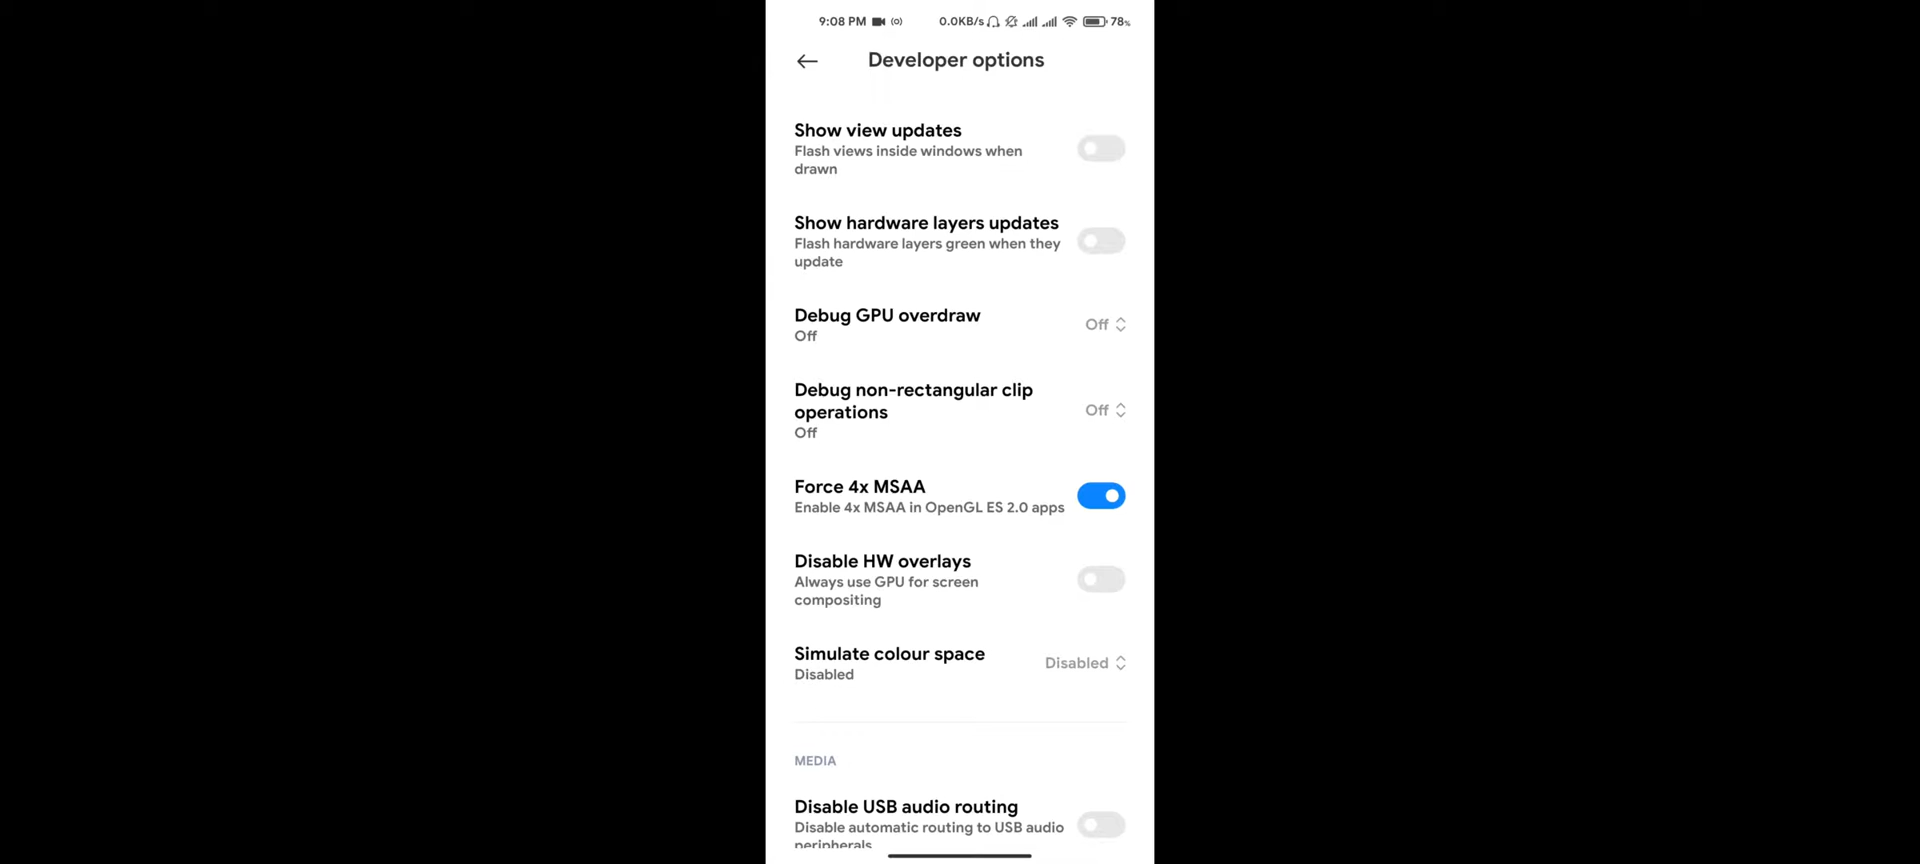 9:08 PM 0.0KB/s 78%
Developer options
Show view updates
Flash views inside windows when
drawn
Show hardware layers updates
Flash hardware layers green when they
update
Debug GPU overdraw
Off
Off
Debug non-rectangular clip
operations
Off
Off
Force 4x MSAA
Enable 4x MSAA in OpenGL ES 2.0 apps
Disable HW overlays
Always use GPU for screen
compositing
Simulate colour space
Disabled
Disabled
MEDIA
Disable USB audio routing
Disable automatic routing to USB audio
peripherals